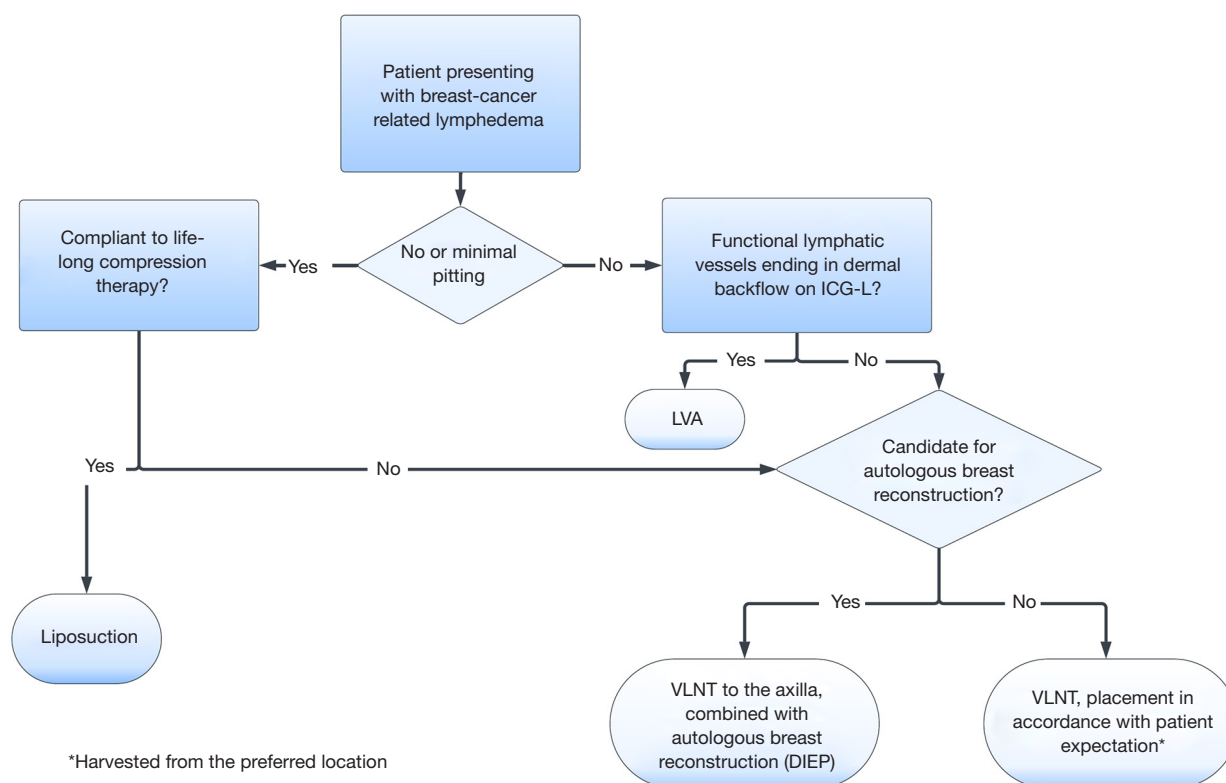 Patient presenting
with breast-cancer
related lymphedema
Compliant to life-
long compression
therapy?
Yes
No or minimal
pitting
No
Functional lymphatic
vessels ending in dermal
backflow on ICG-L?
Yes
No
LVA
Candidate for
autologous breast
reconstruction?
Yes
No
Liposuction
Yes
No
VLNT to the axilla,
combined with
autologous breast
reconstruction (DIEP)
VLNT, placement in
accordance with patient
expectation*
*Harvested from the preferred location